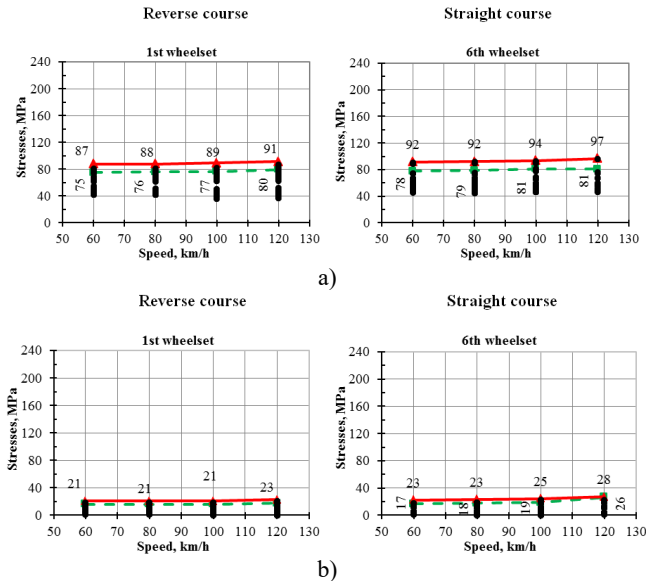 Reverse course
Straight course
1st wheelset
6th wheelset
Stresses, MPa
240
200
160
120
80
40
0
87
88
89
91
75
76
77
80
50 60 70 80 90 100 110 120 130
Speed, km/h
Stresses, MPa
240
200
160
120
80
40
0
92
92
94
97
78
79
81
81
50 60 70 80 90 100 110 120 130
Speed, km/h
a)
Reverse course
Straight course
1st wheelset
6th wheelset
Stresses, MPa
240
200
160
120
80
40
0
21
21
21
23
50 60 70 80 90 100 110 120 130
Speed, km/h
Stresses, MPa
240
200
160
120
80
40
0
23
23
25
28
17
18
19
26
50 60 70 80 90 100 110 120 130
Speed, km/h
b)